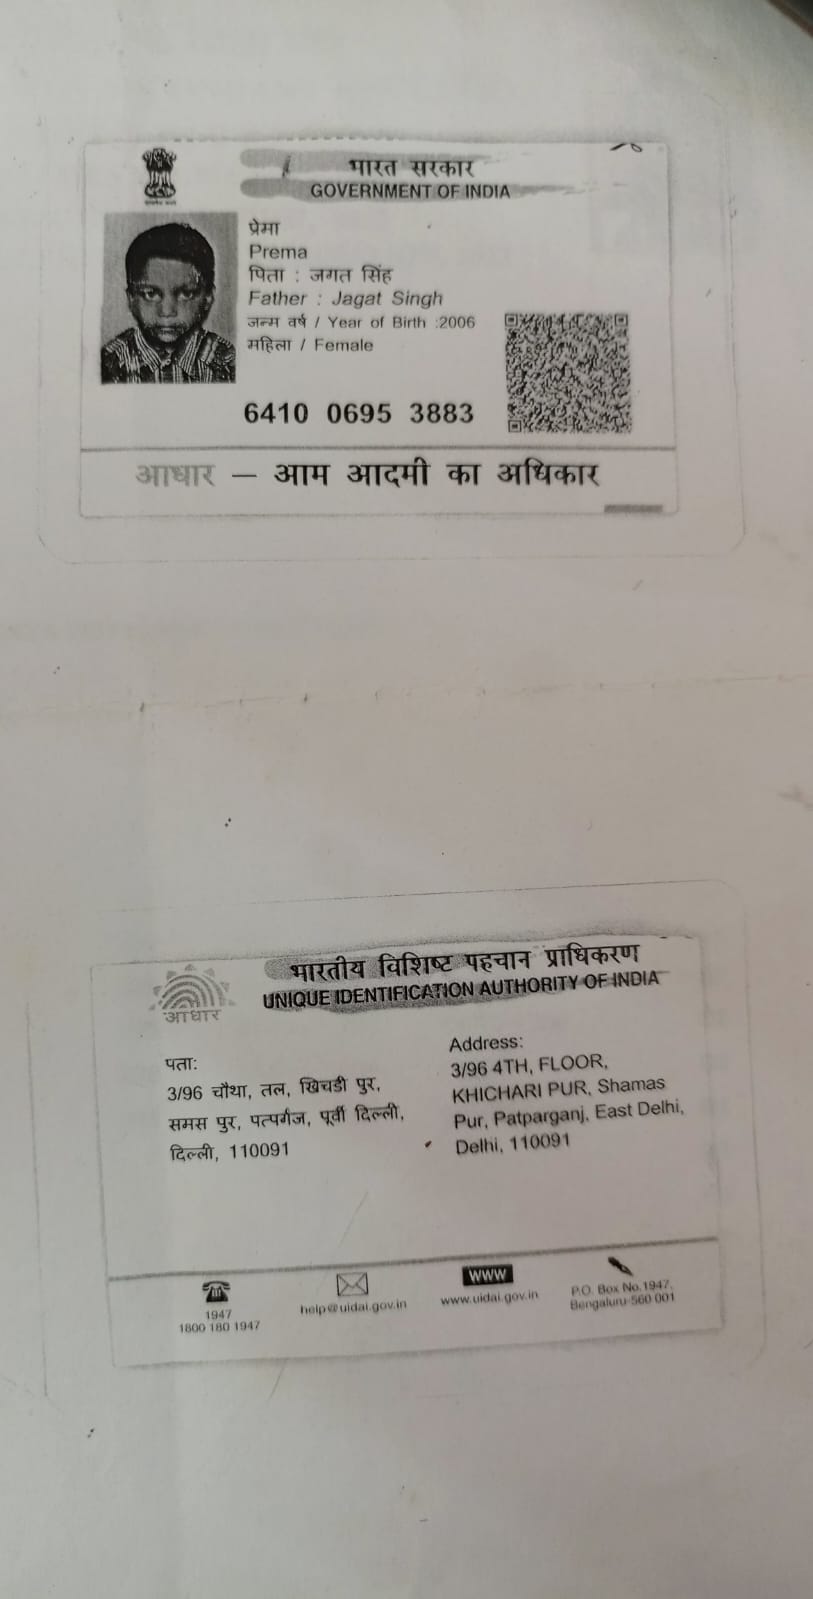 भारत सरकार
GOVERNMENT OF INDIA
प्रेमा
Prema
पिता : जगत सिंह
Father : Jagat Singh
जन्म वर्ष / Year of Birth :2006
महिला / Female
6410 0695 3883
आधार — आम आदमी का अधिकार
भारतीय विशिष्ट पहचान प्राधिकरण
UNIQUE IDENTIFICATION AUTHORITY OF INDIA
आधार
पता:
3/96 चौथा, तल, खिचडी पुर,
समस पुर, पत्पर्गंज, पूर्वी दिल्ली,
दिल्ली, 110091
Address:
3/96 4TH, FLOOR,
KHICHARI PUR, Shamas
Pur, Patparganj, East Delhi,
Delhi, 110091
1947
1800 180 1947
help@uidai.gov.in
www
www.uidai.gov.in
P.O. Box No.1947,
Bengaluru-560 001